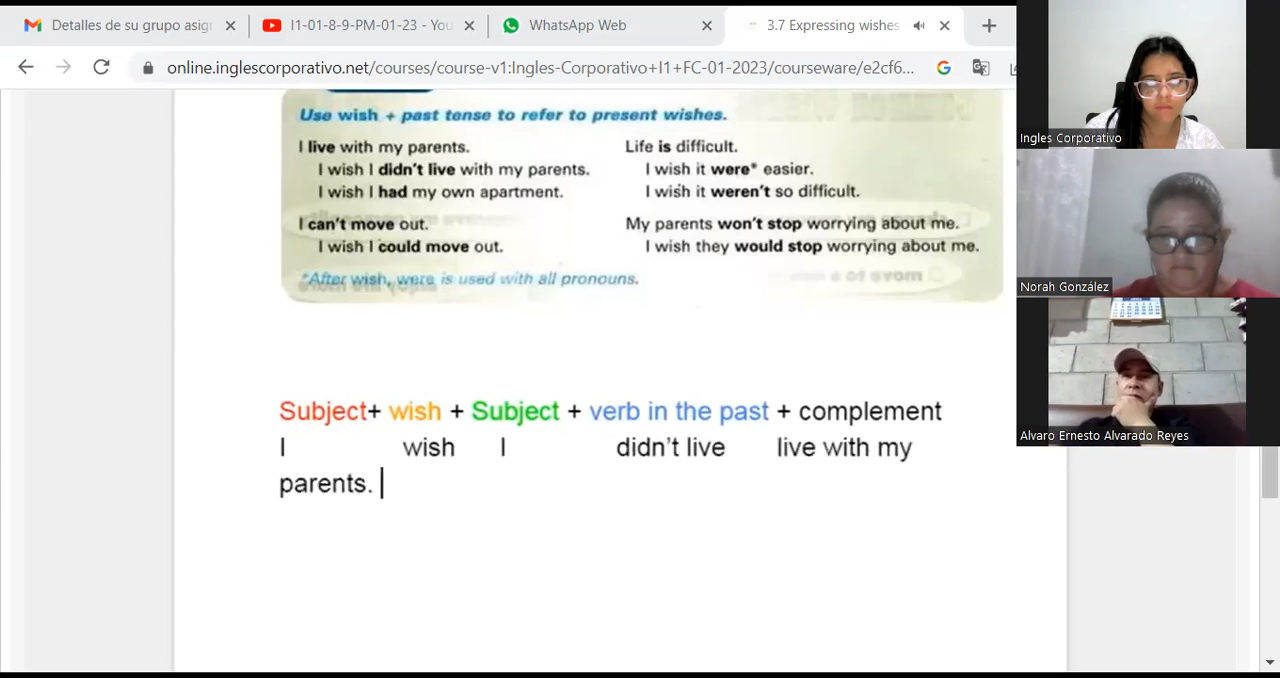 Detalles de su grupo asig
I1-01-8-9-PM-01-23 - You
WhatsApp Web
3.7 Expressing wishes
online.inglescorporativo.net/courses/course-v1:Ingles-Corporativo+I1+FC-01-2023/courseware/e2cf6...
Use wish + past tense to refer to present wishes.
I live with my parents.
I wish I didn't live with my parents.
I wish I had my own apartment.
I can't move out.
I wish I could move out.
Life is difficult.
I wish it were* easier.
I wish it weren't so difficult.
My parents won't stop worrying about me.
I wish they would stop worrying about me.
*After wish, were is used with all pronouns.
Subject+ wish + Subject + verb in the past + complement
I wish I didn't live live with my
parents.
Ingles Corporativo
Norah González
Alvaro Ernesto Alvarado Reyes